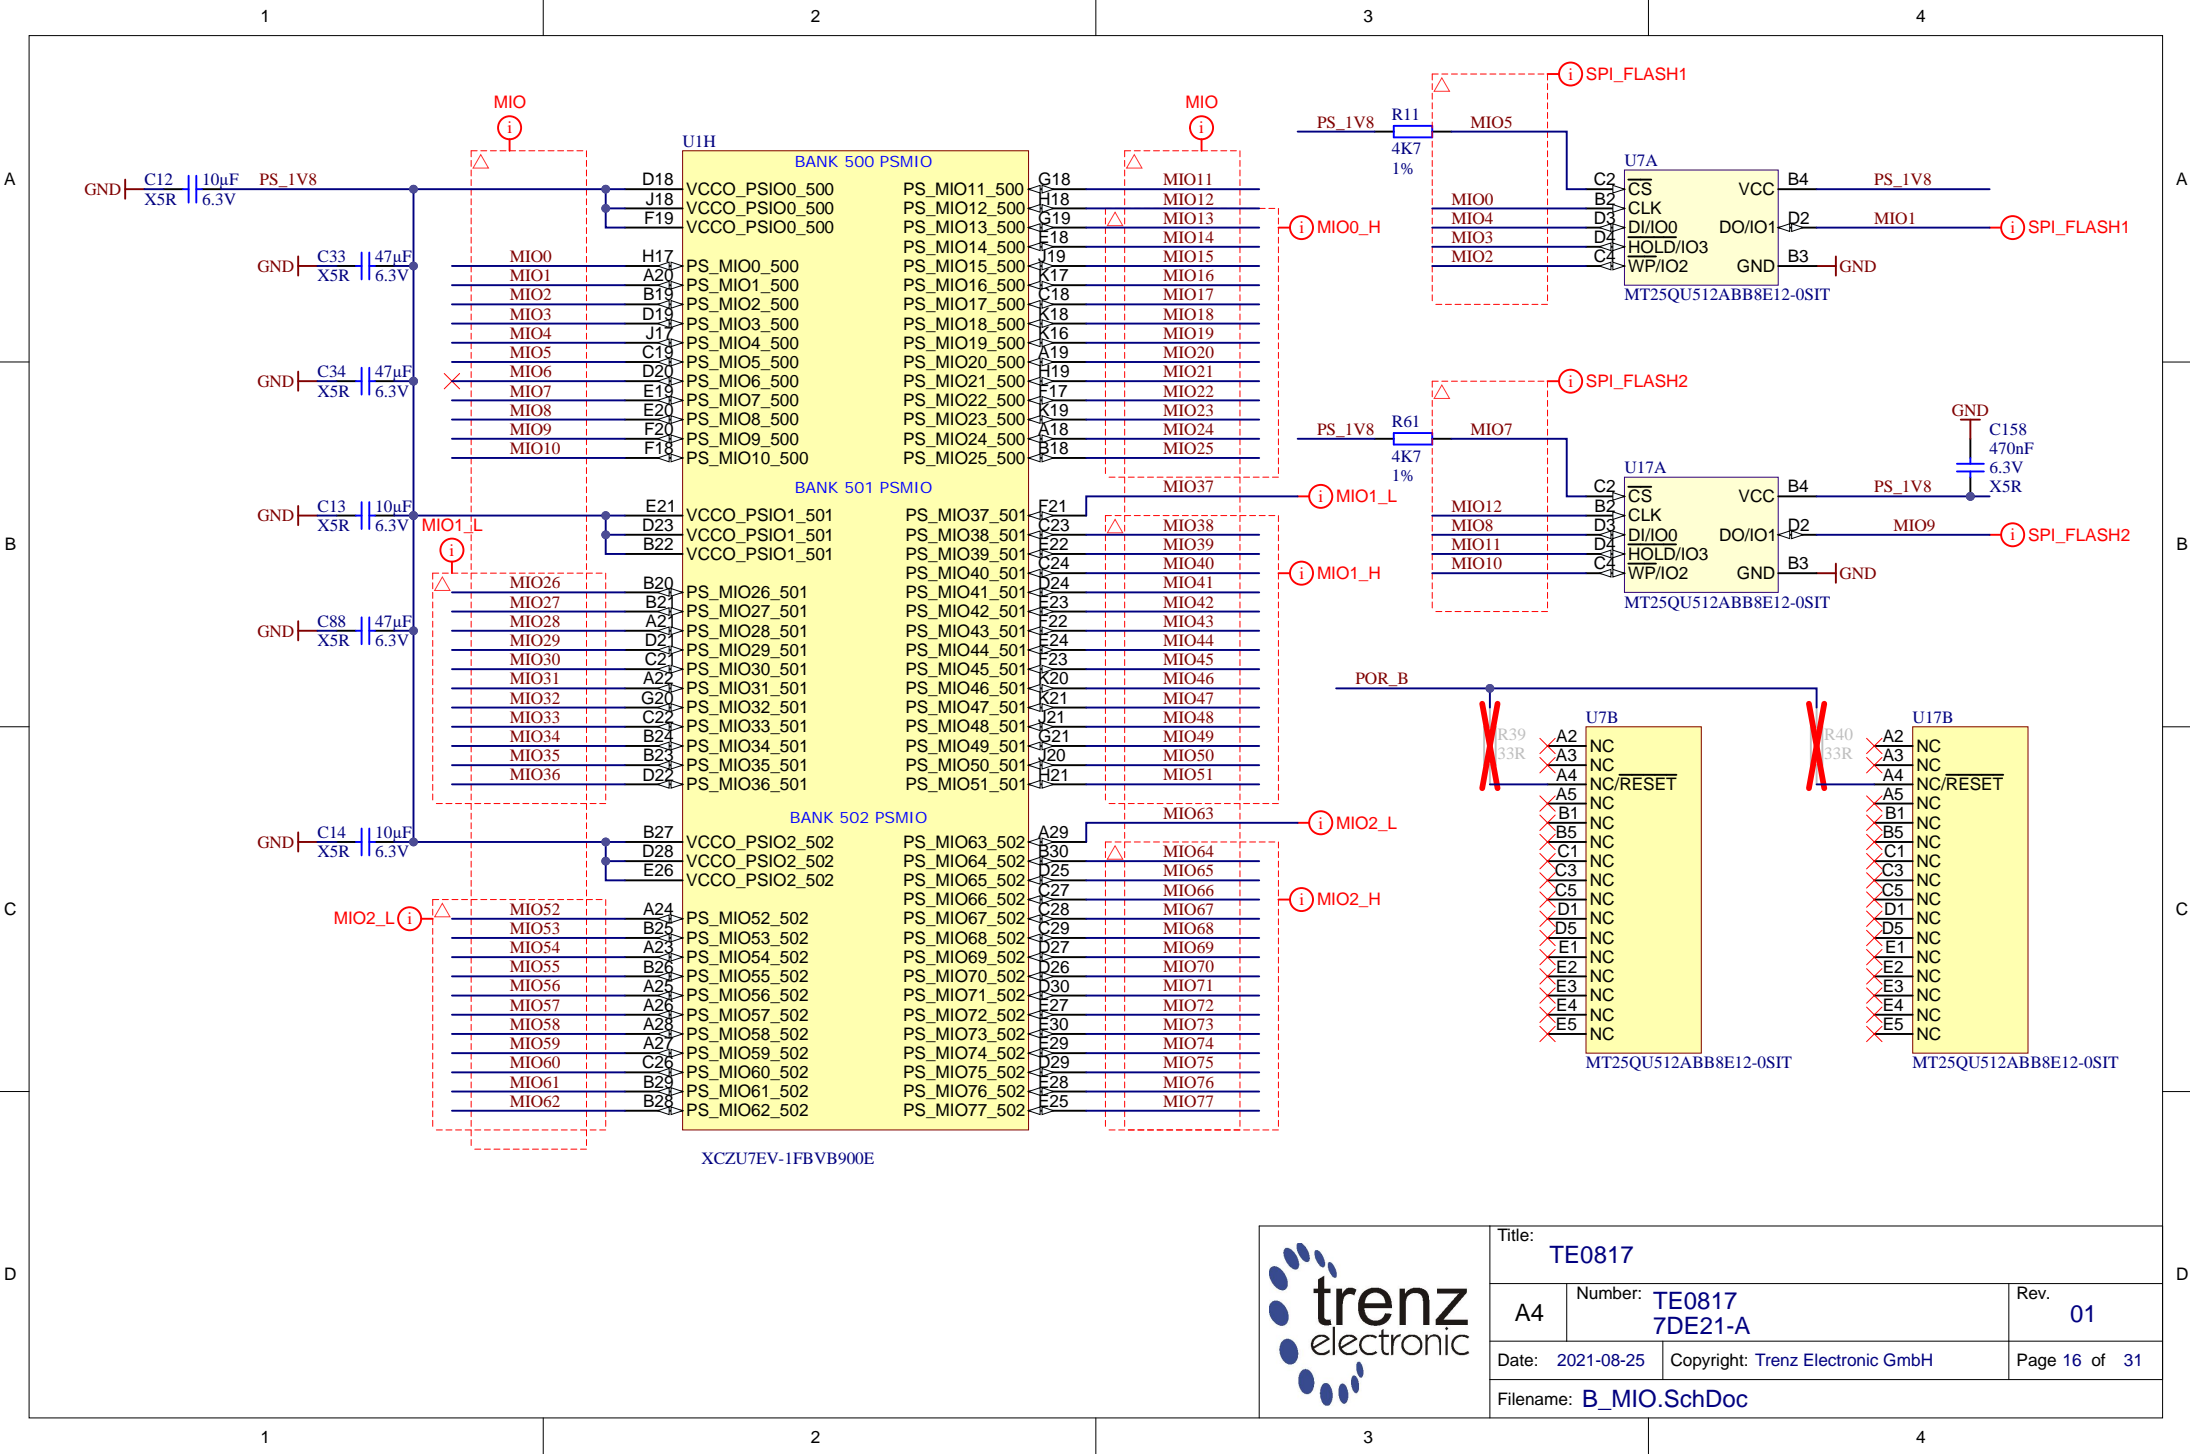 1 2 3 4
A
B
C
D
MIO
MIO
GND C12 10µF PS_1V8
X5R 6.3V
GND C33 47µF
X5R 6.3V
GND C34 47µF
X5R 6.3V
GND C13 10µF
X5R 6.3V
GND C88 47µF
X5R 6.3V
GND C14 10µF
X5R 6.3V
MIO1_L
MIO2_L
U1H
BANK 500 PSMIO
D18 VCCO_PSIO0_500
J18 VCCO_PSIO0_500
F19 VCCO_PSIO0_500
MIO0 H17 PS_MIO0_500
MIO1 A20 PS_MIO1_500
MIO2 B19 PS_MIO2_500
MIO3 D19 PS_MIO3_500
MIO4 J17 PS_MIO4_500
MIO5 C19 PS_MIO5_500
MIO6 D20 PS_MIO6_500
MIO7 E19 PS_MIO7_500
MIO8 E20 PS_MIO8_500
MIO9 F20 PS_MIO9_500
MIO10 F18 PS_MIO10_500
PS_MIO11_500 G18 MIO11
PS_MIO12_500 H18 MIO12
PS_MIO13_500 G19 MIO13
PS_MIO14_500 E18 MIO14
PS_MIO15_500 J19 MIO15
PS_MIO16_500 K17 MIO16
PS_MIO17_500 C18 MIO17
PS_MIO18_500 K18 MIO18
PS_MIO19_500 K16 MIO19
PS_MIO20_500 A19 MIO20
PS_MIO21_500 H19 MIO21
PS_MIO22_500 F17 MIO22
PS_MIO23_500 K19 MIO23
PS_MIO24_500 A18 MIO24
PS_MIO25_500 B18 MIO25
MIO0_H
BANK 501 PSMIO
E21 VCCO_PSIO1_501
D23 VCCO_PSIO1_501
B22 VCCO_PSIO1_501
MIO26 B20 PS_MIO26_501
MIO27 B21 PS_MIO27_501
MIO28 A21 PS_MIO28_501
MIO29 D21 PS_MIO29_501
MIO30 C21 PS_MIO30_501
MIO31 A22 PS_MIO31_501
MIO32 G20 PS_MIO32_501
MIO33 C22 PS_MIO33_501
MIO34 B24 PS_MIO34_501
MIO35 B23 PS_MIO35_501
MIO36 D22 PS_MIO36_501
PS_MIO37_501 F21 MIO37 MIO1_L
PS_MIO38_501 C23 MIO38
PS_MIO39_501 E22 MIO39
PS_MIO40_501 C24 MIO40
PS_MIO41_501 D24 MIO41
PS_MIO42_501 E23 MIO42
PS_MIO43_501 F22 MIO43
PS_MIO44_501 E24 MIO44
PS_MIO45_501 F23 MIO45
PS_MIO46_501 K20 MIO46
PS_MIO47_501 K21 MIO47
PS_MIO48_501 J21 MIO48
PS_MIO49_501 G21 MIO49
PS_MIO50_501 J20 MIO50
PS_MIO51_501 H21 MIO51
MIO1_H
BANK 502 PSMIO
B27 VCCO_PSIO2_502
D28 VCCO_PSIO2_502
E26 VCCO_PSIO2_502
MIO52 A24 PS_MIO52_502
MIO53 B25 PS_MIO53_502
MIO54 A23 PS_MIO54_502
MIO55 B26 PS_MIO55_502
MIO56 A25 PS_MIO56_502
MIO57 A26 PS_MIO57_502
MIO58 A28 PS_MIO58_502
MIO59 A27 PS_MIO59_502
MIO60 C26 PS_MIO60_502
MIO61 B29 PS_MIO61_502
MIO62 B28 PS_MIO62_502
PS_MIO63_502 A29 MIO63 MIO2_L
PS_MIO64_502 B30 MIO64
PS_MIO65_502 D25 MIO65
PS_MIO66_502 C27 MIO66
PS_MIO67_502 C28 MIO67
PS_MIO68_502 C29 MIO68
PS_MIO69_502 D27 MIO69
PS_MIO70_502 D26 MIO70
PS_MIO71_502 D30 MIO71
PS_MIO72_502 E27 MIO72
PS_MIO73_502 E30 MIO73
PS_MIO74_502 E29 MIO74
PS_MIO75_502 D29 MIO75
PS_MIO76_502 E28 MIO76
PS_MIO77_502 E25 MIO77
MIO2_H
XCZU7EV-1FBVB900E
SPI_FLASH1
PS_1V8 R11 MIO5
4K7
1%
U7A
C2 CS VCC B4 PS_1V8
MIO0 B2 CLK
MIO4 D3 DI/IO0 DO/IO1 D2 MIO1 SPI_FLASH1
MIO3 D4 HOLD/IO3
MIO2 C4 WP/IO2 GND B3 GND
MT25QU512ABB8E12-0SIT
SPI_FLASH2
PS_1V8 R61 MIO7
4K7
1%
GND
C158
470nF
6.3V
X5R
U17A
C2 CS VCC B4 PS_1V8
MIO12 B2 CLK
MIO8 D3 DI/IO0 DO/IO1 D2 MIO9 SPI_FLASH2
MIO11 D4 HOLD/IO3
MIO10 C4 WP/IO2 GND B3 GND
MT25QU512ABB8E12-0SIT
POR_B
R39
33R
U7B
A2 NC
A3 NC
A4 NC/RESET
A5 NC
B1 NC
B5 NC
C1 NC
C3 NC
C5 NC
D1 NC
D5 NC
E1 NC
E2 NC
E3 NC
E4 NC
E5 NC
MT25QU512ABB8E12-0SIT
R40
33R
U17B
A2 NC
A3 NC
A4 NC/RESET
A5 NC
B1 NC
B5 NC
C1 NC
C3 NC
C5 NC
D1 NC
D5 NC
E1 NC
E2 NC
E3 NC
E4 NC
E5 NC
MT25QU512ABB8E12-0SIT
A
B
C
D
trenz
electronic
Title:
TE0817
A4 Number: TE0817
7DE21-A
Rev.
01
Date: 2021-08-25 Copyright: Trenz Electronic GmbH Page 16 of 31
Filename: B_MIO.SchDoc
1 2 3 4